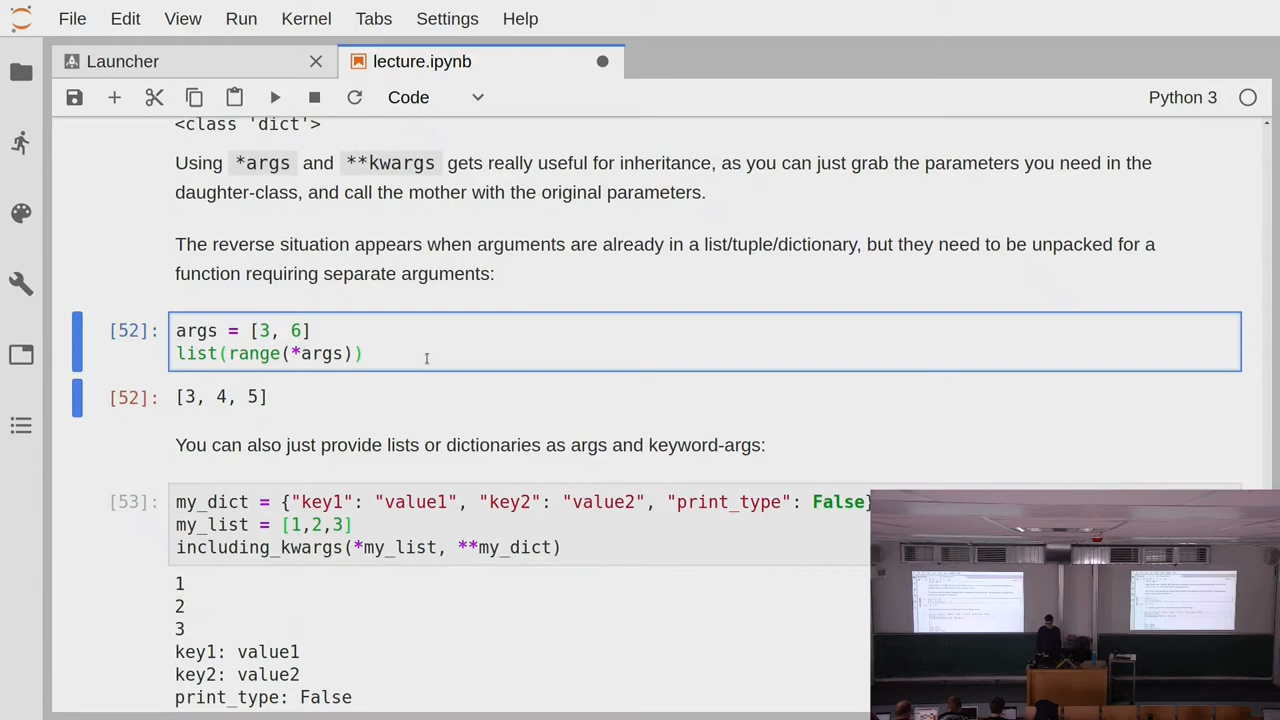 File Edit View Run Kernel Tabs Settings Help
Launcher
lecture.ipynb
Code
Python 3
<class 'dict'>
Using *args and **kwargs gets really useful for inheritance, as you can just grab the parameters you need in the
daughter-class, and call the mother with the original parameters.
The reverse situation appears when arguments are already in a list/tuple/dictionary, but they need to be unpacked for a
function requiring separate arguments:
[52]: args = [3, 6]
list(range(*args))
[52]: [3, 4, 5]
You can also just provide lists or dictionaries as args and keyword-args:
[53]: my_dict = {"key1": "value1", "key2": "value2", "print_type": False}
my_list = [1,2,3]
including_kwargs(*my_list, **my_dict)
1
2
3
key1: value1
key2: value2
print_type: False